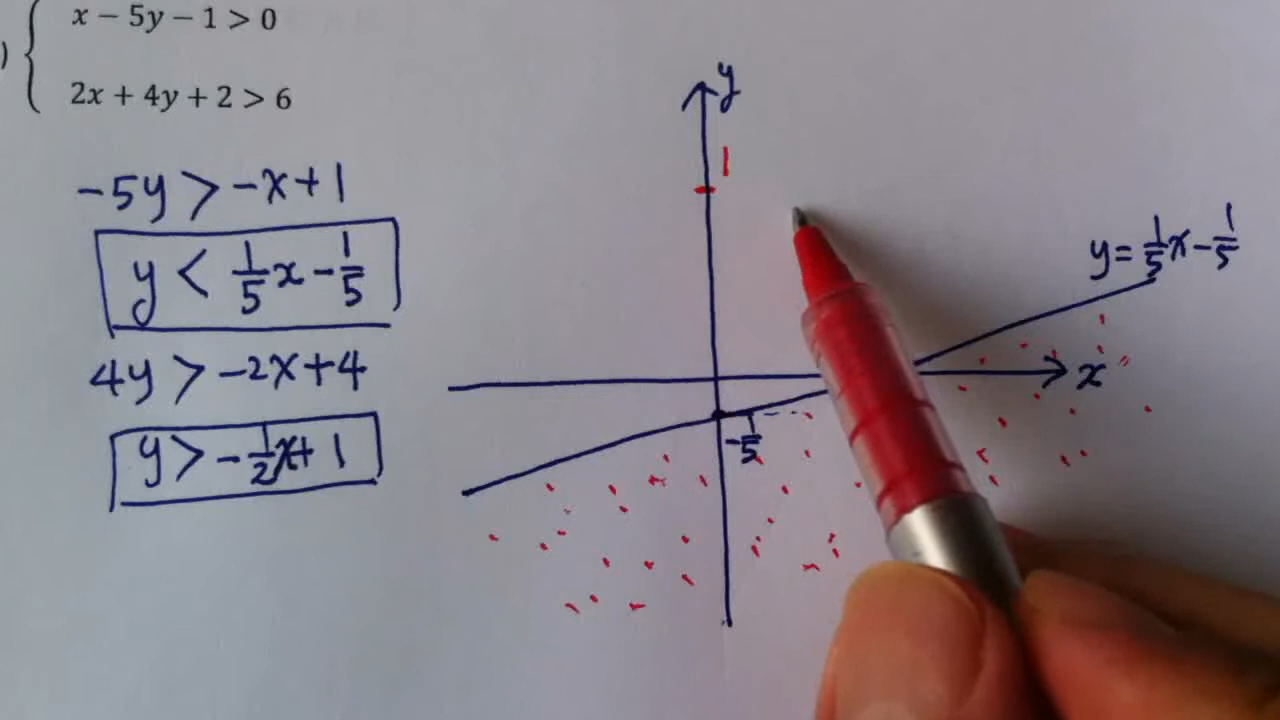 ) { x − 5y − 1 > 0
2x + 4y + 2 > 6
-5y > -x+1
y < 1/5 x - 1/5
4y > -2x+4
y > -1/2 x+1
y
1
y = 1/5 x - 1/5
x
-1/5